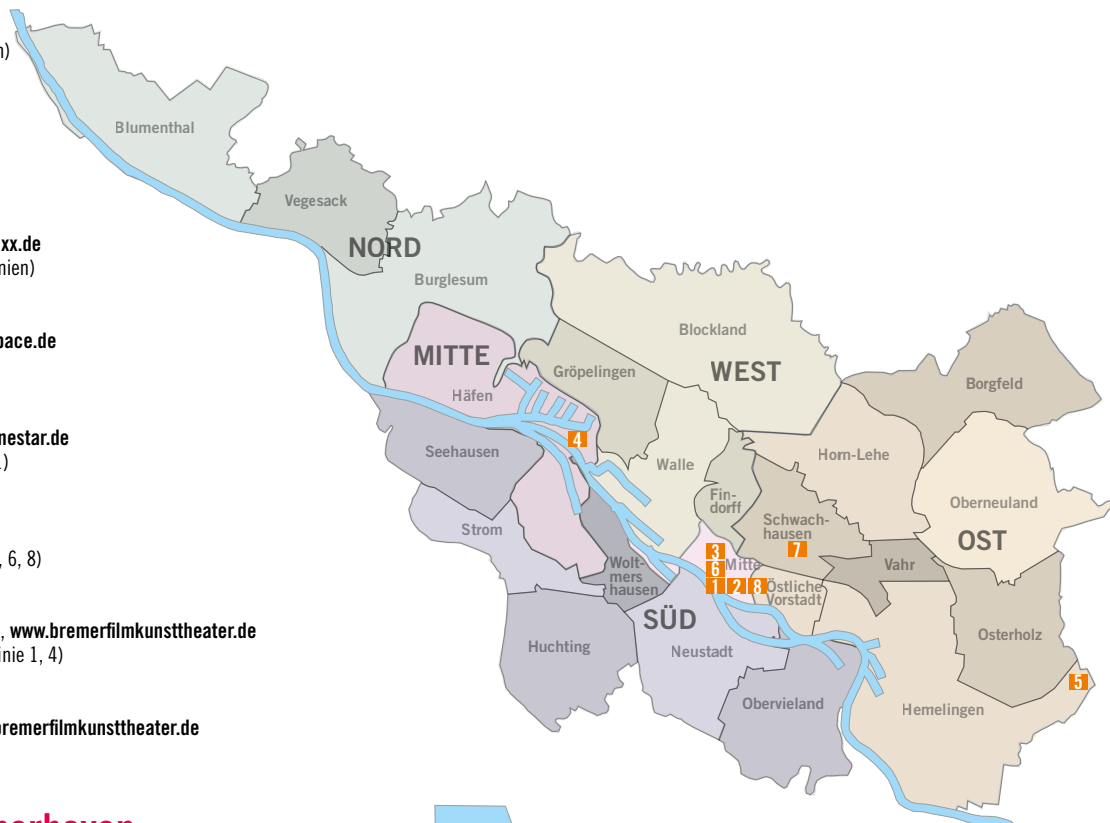 n)
xx.de
nien)
pace.de
nestar.de
, 6, 8)
, www.bremerfilmkunsttheater.de
inie 1, 4)
bremerfilmkunsttheater.de
Blumenthal
Vegesack
NORD
Burglesum
MITTE
Häfen
Gröpelingen
Blockland
WEST
Borgfeld
4
Seehausen
Walle
Horn-Lehe
Fin-
dorff
Oberneuland
Strom
Schwach-
hausen
7
OST
3
6
Mitte
Vahr
Wolt-
mers
hausen
1
2
8
Östliche
Vorstadt
SÜD
Huchting
Neustadt
Osterholz
5
Obervieland
Hemelingen